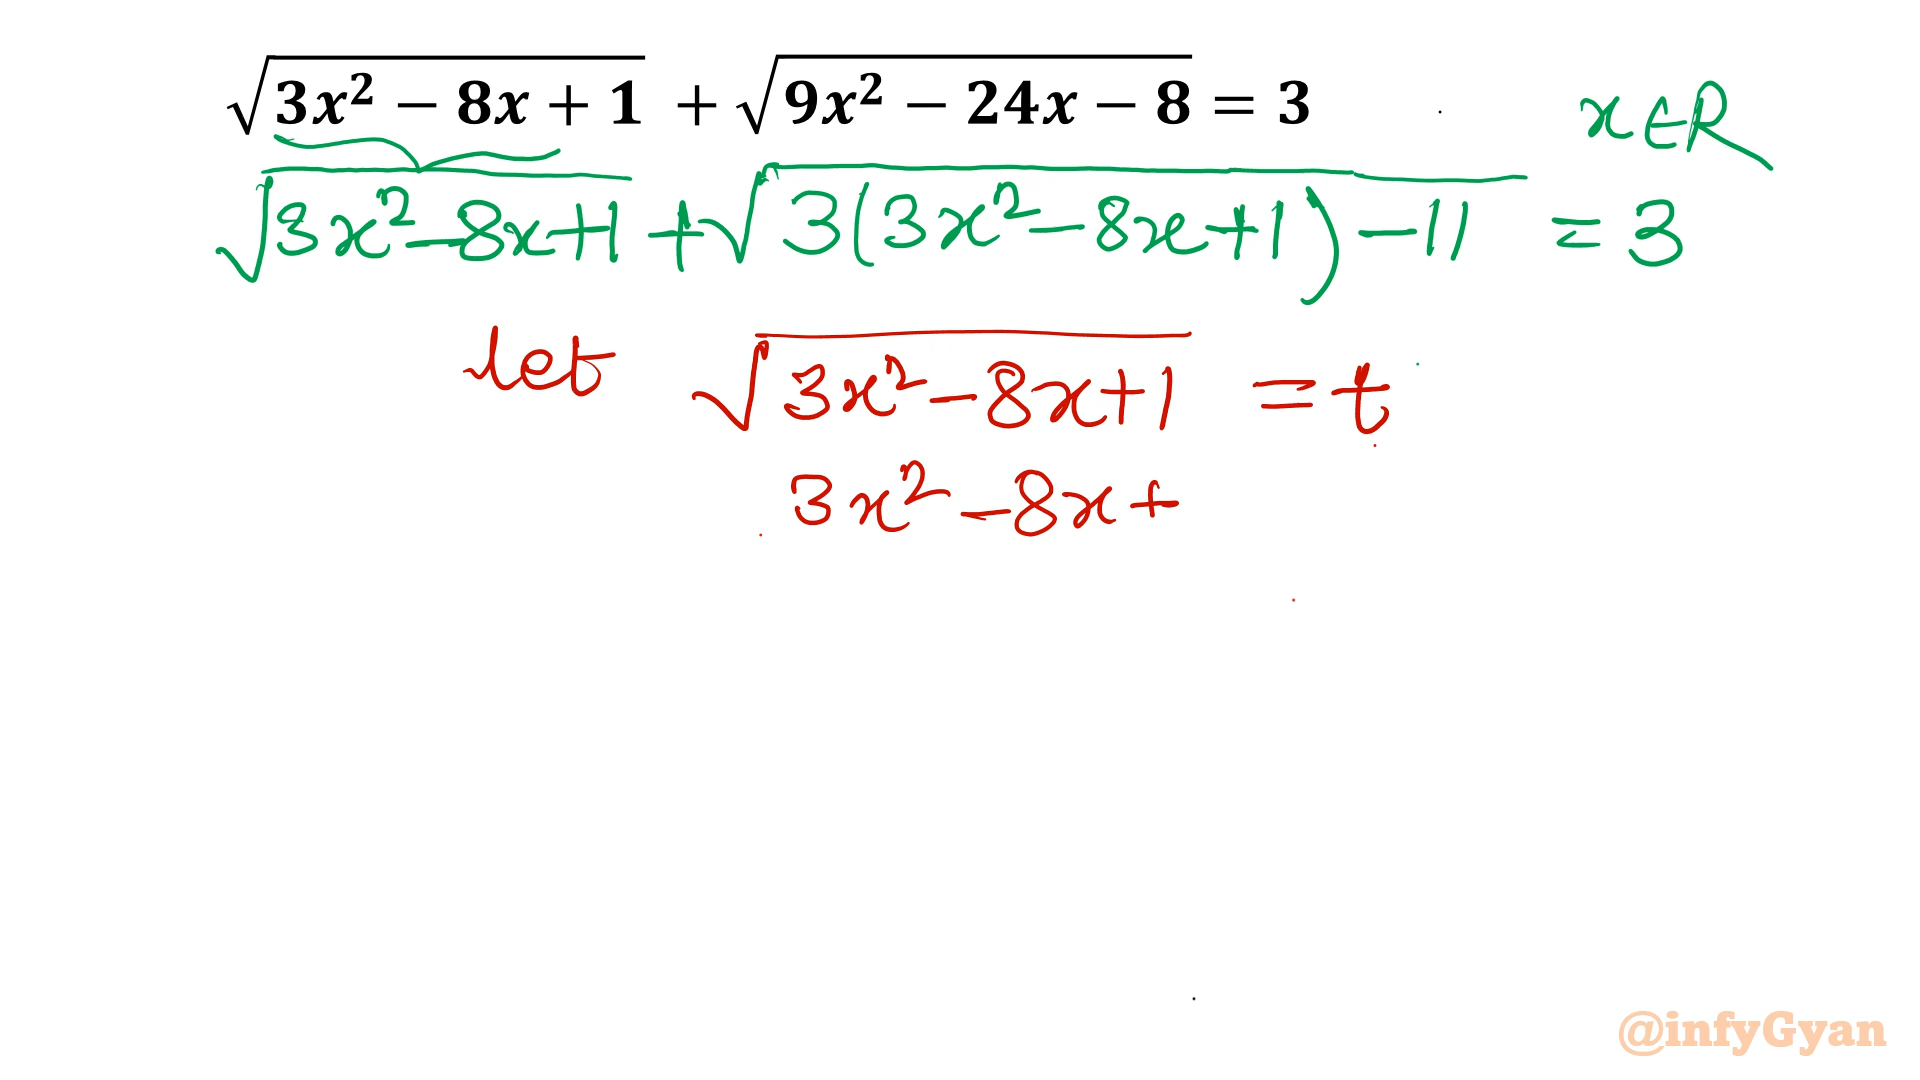 √(3x² − 8x + 1) + √(9x² − 24x − 8) = 3
x ∈ R
√(3x² − 8x + 1) + √(3(3x² − 8x + 1) − 11) = 3
let √(3x² − 8x + 1) = t
3x² − 8x +
@infyGyan